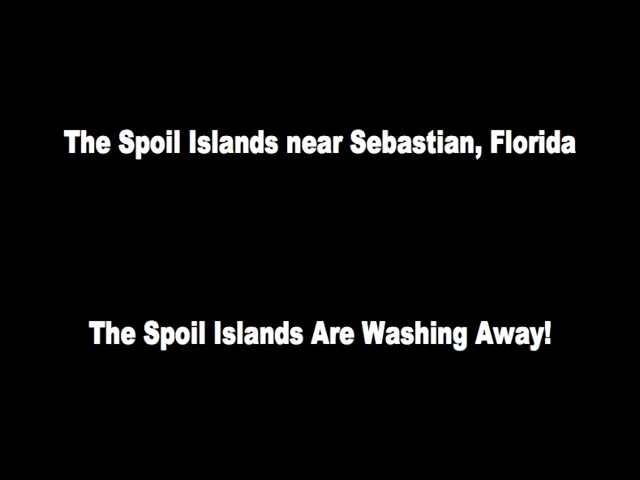 The Spoil Islands near Sebastian, Florida
The Spoil Islands Are Washing Away!